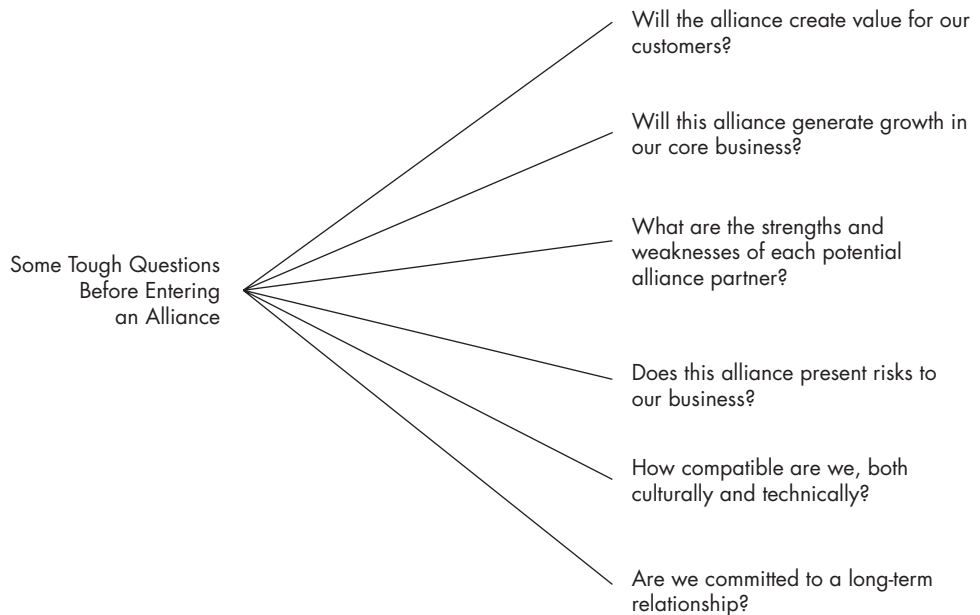 Some Tough Questions
Before Entering
an Alliance
Will the alliance create value for our
customers?
Will this alliance generate growth in
our core business?
What are the strengths and
weaknesses of each potential
alliance partner?
Does this alliance present risks to
our business?
How compatible are we, both
culturally and technically?
Are we committed to a long-term
relationship?